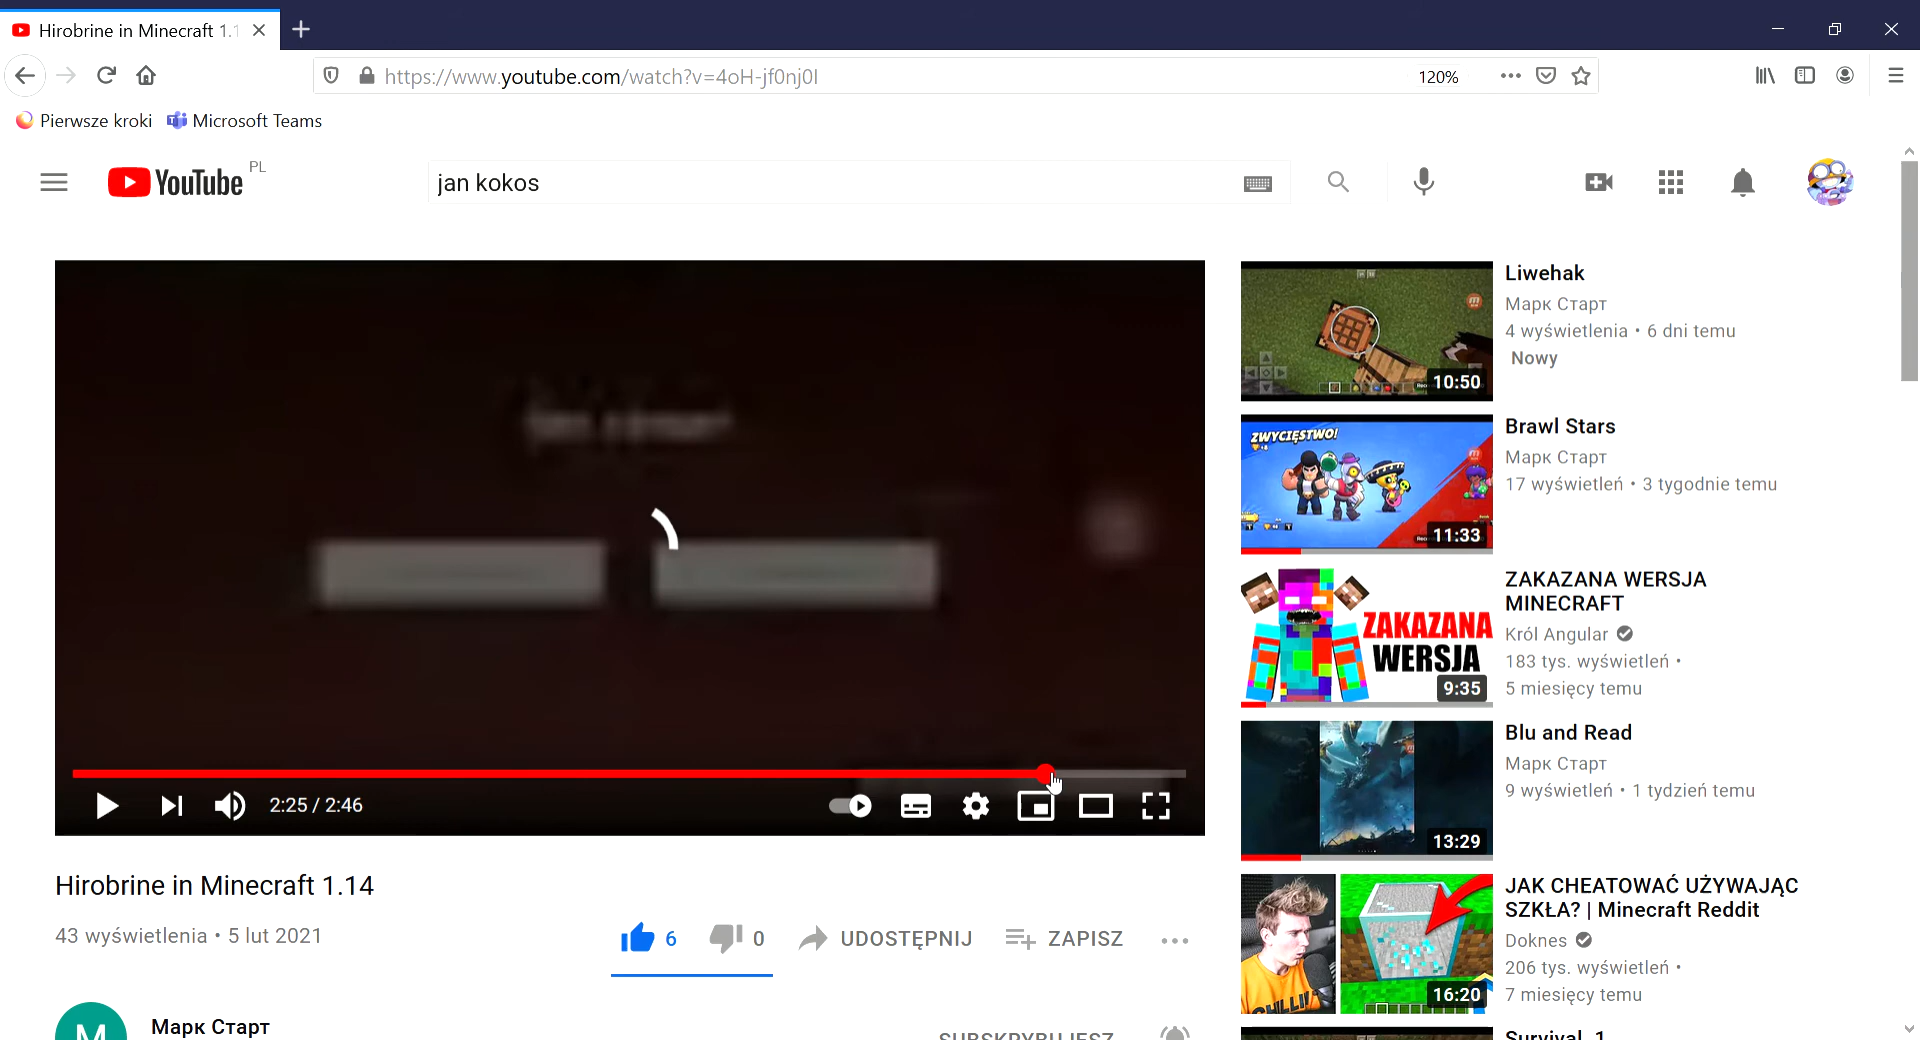 Hirobrine in Minecraft 1.1
https://www.youtube.com/watch?v=4oH-jf0nj0I
120%
Pierwsze kroki
Microsoft Teams
YouTube PL
jan kokos
2:25 / 2:46
Hirobrine in Minecraft 1.14
43 wyświetlenia • 5 lut 2021
6
0
UDOSTĘPNIJ
ZAPISZ
M
Марк Старт
SUBSKRYBUJESZ
10:50
Liwehak
Марк Старт
4 wyświetlenia • 6 dni temu
Nowy
ZWYCIĘSTWO!
11:33
Brawl Stars
Марк Старт
17 wyświetleń • 3 tygodnie temu
ZAKAZANA
WERSJA
9:35
ZAKAZANA WERSJA
MINECRAFT
Król Angular
183 tys. wyświetleń •
5 miesięcy temu
13:29
Blu and Read
Марк Старт
9 wyświetleń • 1 tydzień temu
CHILLI
16:20
JAK CHEATOWAĆ UŻYWAJĄC
SZKŁA? | Minecraft Reddit
Doknes
206 tys. wyświetleń •
7 miesięcy temu
Survival 1